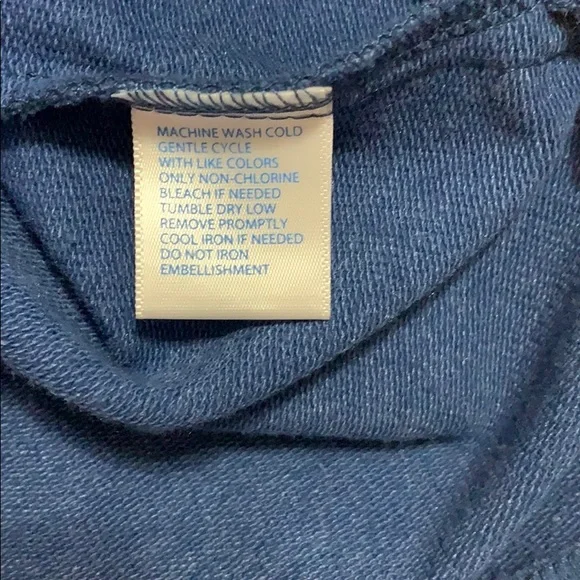 MACHINE WASH COLD
GENTLE CYCLE
WITH LIKE COLORS
ONLY NON-CHLORINE
BLEACH IF NEEDED
TUMBLE DRY LOW
REMOVE PROMPTLY
COOL IRON IF NEEDED
DO NOT IRON
EMBELLISHMENT